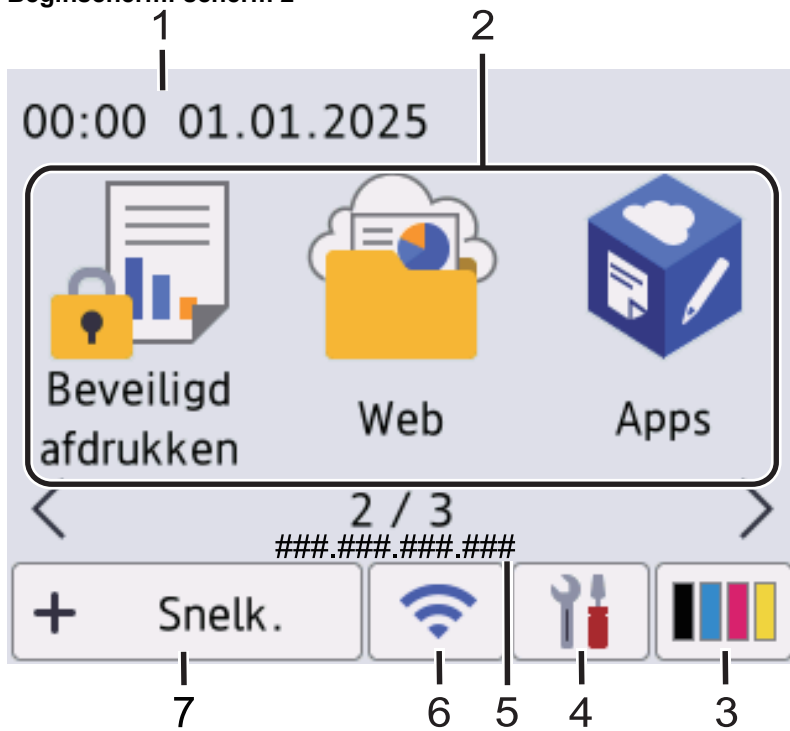 1 2
00:00 01.01.2025
Beveiligd
afdrukken
Web
Apps
2 / 3
###.###.###.###
+ Snelk.
7 6 5 4 3